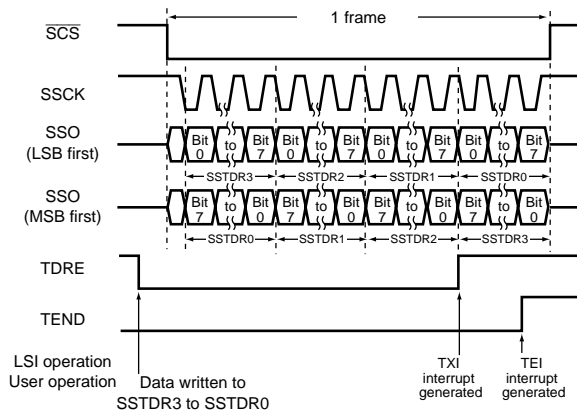 1 frame
SCS
SSCK
SSO
(LSB first)
Bit 0 to Bit 7 Bit 0 to Bit 7 Bit 0 to Bit 7 Bit 0 to Bit 7
SSTDR3 SSTDR2 SSTDR1 SSTDR0
SSO
(MSB first)
Bit 7 to Bit 0 Bit 7 to Bit 0 Bit 7 to Bit 0 Bit 7 to Bit 0
SSTDR0 SSTDR1 SSTDR2 SSTDR3
TDRE
TEND
LSI operation
User operation
Data written to
SSTDR3 to SSTDR0
TXI
interrupt
generated
TEI
interrupt
generated